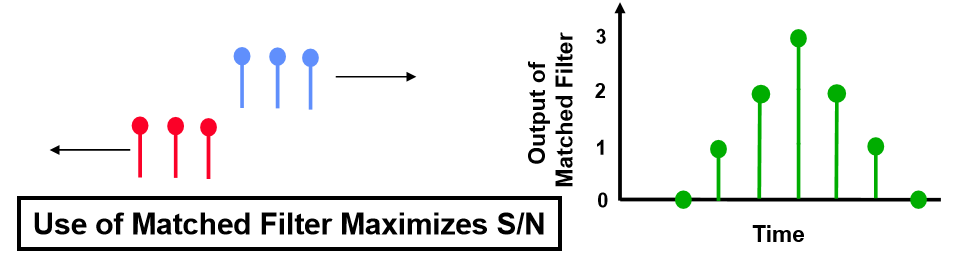 Use of Matched Filter Maximizes S/N
Output of
Matched Filter
3
2
1
0
Time